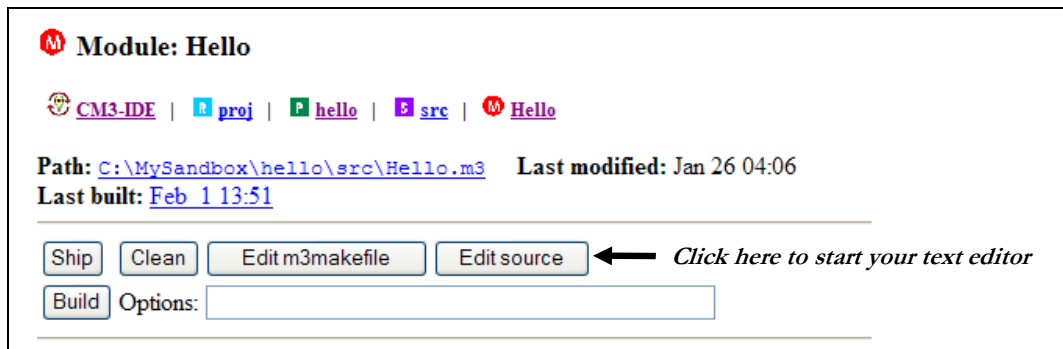 Module: Hello
CM3-IDE | proj | hello | src | Hello
Path: C:\MySandbox\hello\src\Hello.m3 Last modified: Jan 26 04:06
Last built: Feb 1 13:51
Ship Clean Edit m3makefile Edit source Click here to start your text editor
Build Options: